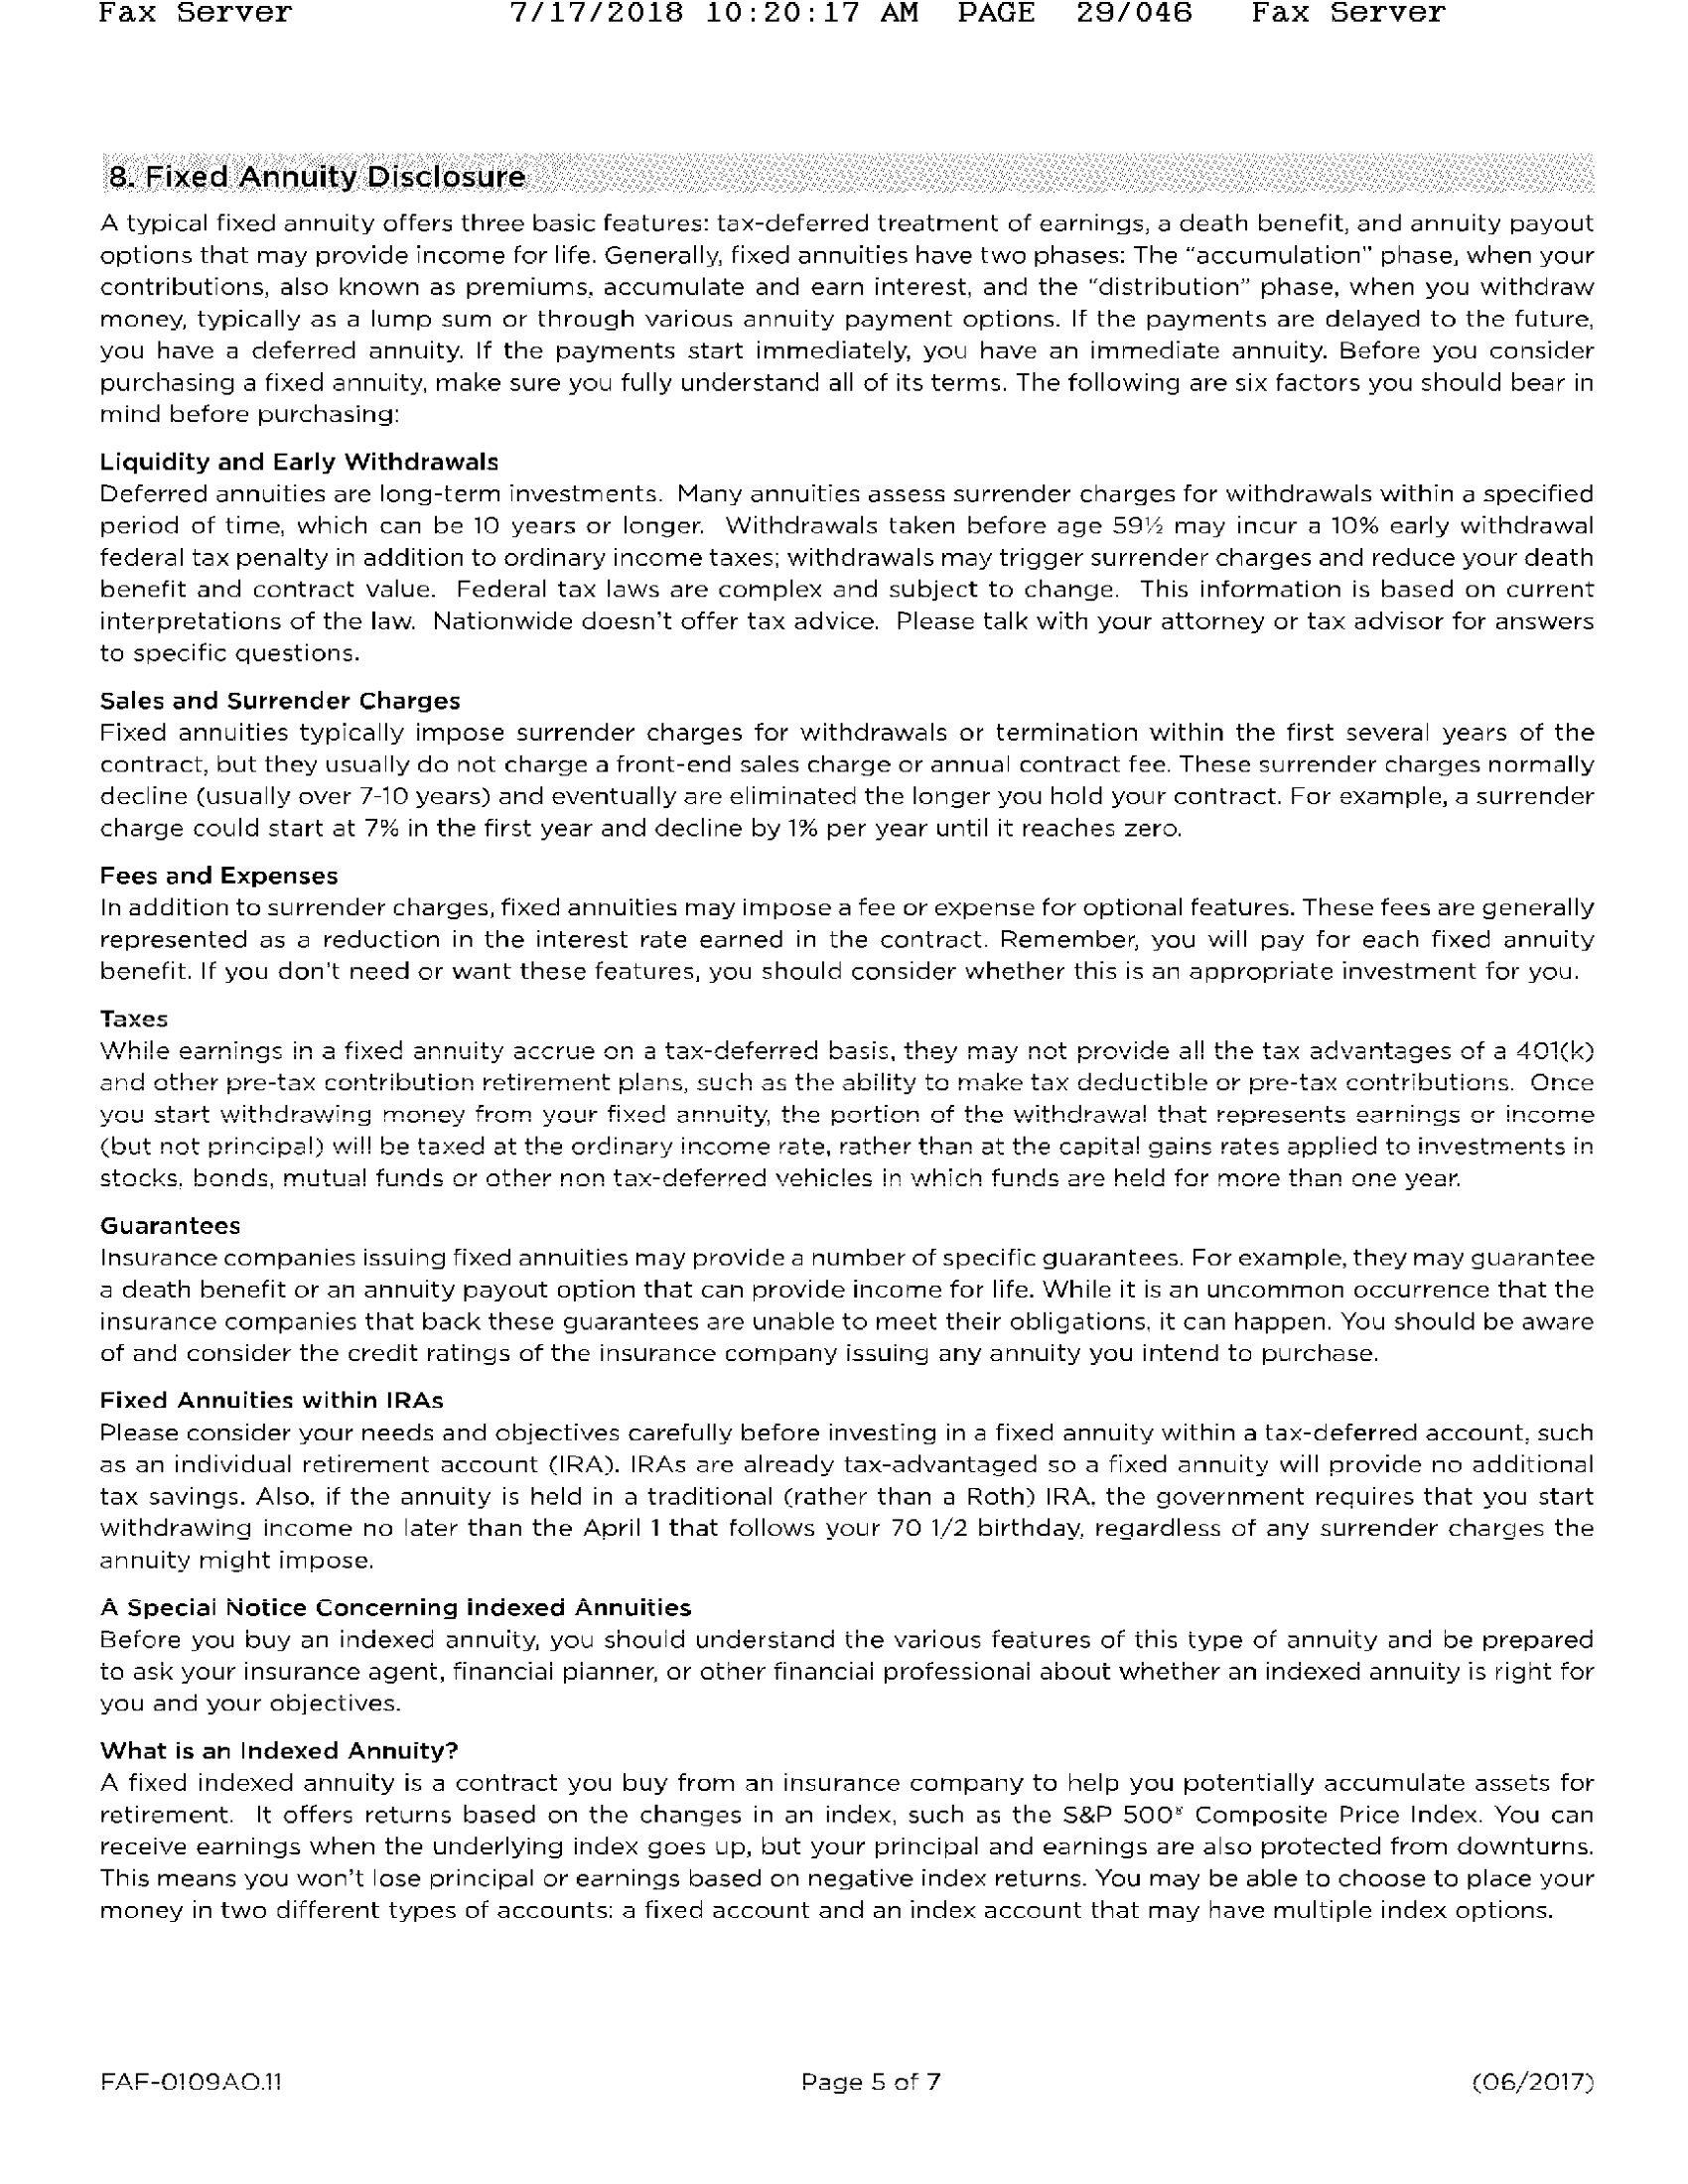 Fax Server 7/17/2018 10:20:17 AM PAGE 29/046 Fax Server
8. Fixed Annuity Disclosure
A typical fixed annuity offers three basic features: tax-deferred treatment of earnings, a death benefit, and annuity payout
options that may provide income for life. Generally, fixed annuities have two phases: The “accumulation” phase, when your
contributions, also known as premiums, accumulate and earn interest, and the “distribution” phase, when you withdraw
money, typically as a lump sum or through various annuity payment options. If the payments are delayed to the future,
you have a deferred annuity. If the payments start immediately, you have an immediate annuity. Before you consider
purchasing a fixed annuity, make sure you fully understand all of its terms. The following are six factors you should bear in
mind before purchasing:
Liquidity and Early Withdrawals
Deferred annuities are long-term investments. Many annuities assess surrender charges for withdrawals within a specified
period of time, which can be 10 years or longer. Withdrawals taken before age 59½ may incur a 10% early withdrawal
federal tax penalty in addition to ordinary income taxes; withdrawals may trigger surrender charges and reduce your death
benefit and contract value. Federal tax laws are complex and subject to change. This information is based on current
interpretations of the law. Nationwide doesn’t offer tax advice. Please talk with your attorney or tax advisor for answers
to specific questions.
Sales and Surrender Charges
Fixed annuities typically impose surrender charges for withdrawals or termination within the first several years of the
contract, but they usually do not charge a front-end sales charge or annual contract fee. These surrender charges normally
decline (usually over 7-10 years) and eventually are eliminated the longer you hold your contract. For example, a surrender
charge could start at 7% in the first year and decline by 1% per year until it reaches zero.
Fees and Expenses
In addition to surrender charges, fixed annuities may impose a fee or expense for optional features. These fees are generally
represented as a reduction in the interest rate earned in the contract. Remember, you will pay for each fixed annuity
benefit. If you don't need or want these features, you should consider whether this is an appropriate investment for you.
Taxes
While earnings in a fixed annuity accrue on a tax-deferred basis, they may not provide all the tax advantages of a 401(k)
and other pre-tax contribution retirement plans, such as the ability to make tax deductible or pre-tax contributions. Once
you start withdrawing money from your fixed annuity, the portion of the withdrawal that represents earnings or income
(but not principal) will be taxed at the ordinary income rate, rather than at the capital gains rates applied to investments in
stocks, bonds, mutual funds or other non tax-deferred vehicles in which funds are held for more than one year.
Guarantees
Insurance companies issuing fixed annuities may provide a number of specific guarantees. For example, they may guarantee
a death benefit or an annuity payout option that can provide income for life. While it is an uncommon occurrence that the
insurance companies that back these guarantees are unable to meet their obligations, it can happen. You should be aware
of and consider the credit ratings of the insurance company issuing any annuity you intend to purchase.
Fixed Annuities within IRAs
Please consider your needs and objectives carefully before investing in a fixed annuity within a tax-deferred account, such
as an individual retirement account (IRA). IRAs are already tax-advantaged so a fixed annuity will provide no additional
tax savings. Also, if the annuity is held in a traditional (rather than a Roth) IRA, the government requires that you start
withdrawing income no later than the April 1 that follows your 70 1/2 birthday, regardless of any surrender charges the
annuity might impose.
A Special Notice Concerning Indexed Annuities
Before you buy an indexed annuity, you should understand the various features of this type of annuity and be prepared
to ask your insurance agent, financial planner, or other financial professional about whether an indexed annuity is right for
you and your objectives.
What is an Indexed Annuity?
A fixed indexed annuity is a contract you buy from an insurance company to help you potentially accumulate assets for
retirement. It offers returns based on the changes in an index, such as the S&P 500® Composite Price Index. You can
receive earnings when the underlying index goes up, but your principal and earnings are also protected from downturns.
This means you won’t lose principal or earnings based on negative index returns. You may be able to choose to place your
money in two different types of accounts: a fixed account and an index account that may have multiple index options.
FAF-0109AO.11 Page 5 of 7 (06/2017)